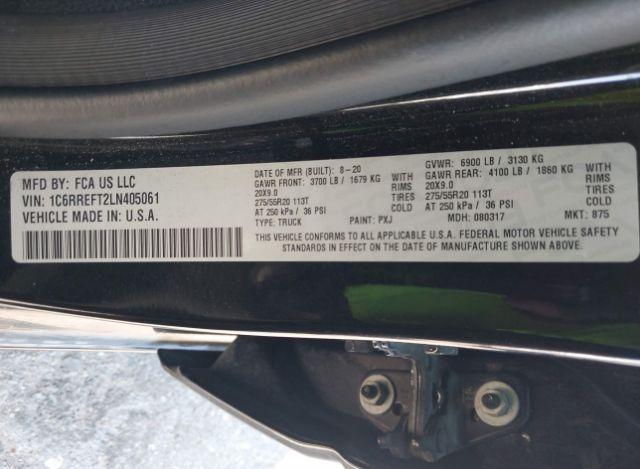 MFD BY: FCA US LLC
VIN: 1C6RREFT2LN405061
VEHICLE MADE IN U.S.A.
DATE OF MFR (BUILT): 8-20
GAWR FRONT: 3700 LB / 1679 KG WITH
20X9.0 RIMS
275/55R20 113T TIRES
AT 250 kPa / 36 PSI COLD
TYPE: TRUCK PAINT: PXJ
GVWR: 6900 LB / 3130 KG
GAWR REAR: 4100 LB / 1860 KG WITH
20X9.0 RIMS
275/55R20 113T TIRES
AT 250 kPa / 36 PSI COLD
MDH: 080317 MKT: 875
THIS VEHICLE CONFORMS TO ALL APPLICABLE U.S.A. FEDERAL MOTOR VEHICLE SAFETY
STANDARDS IN EFFECT ON THE DATE OF MANUFACTURE SHOWN ABOVE.